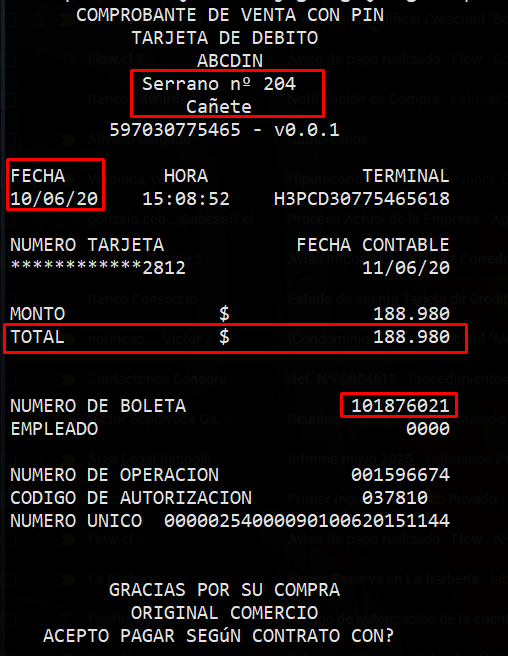 COMPROBANTE DE VENTA CON PIN
TARJETA DE DEBITO
ABCDIN
Serrano nº 204
Cañete
597030775465 - v0.0.1
FECHA HORA TERMINAL
10/06/20 15:08:52 H3PCD30775465618
NUMERO TARJETA FECHA CONTABLE
************2812 11/06/20
MONTO $ 188.980
TOTAL $ 188.980
NUMERO DE BOLETA 101876021
EMPLEADO 0000
NUMERO DE OPERACION 001596674
CODIGO DE AUTORIZACION 037810
NUMERO UNICO 00000254000090100620151144
GRACIAS POR SU COMPRA
ORIGINAL COMERCIO
ACEPTO PAGAR SEGúN CONTRATO CON?